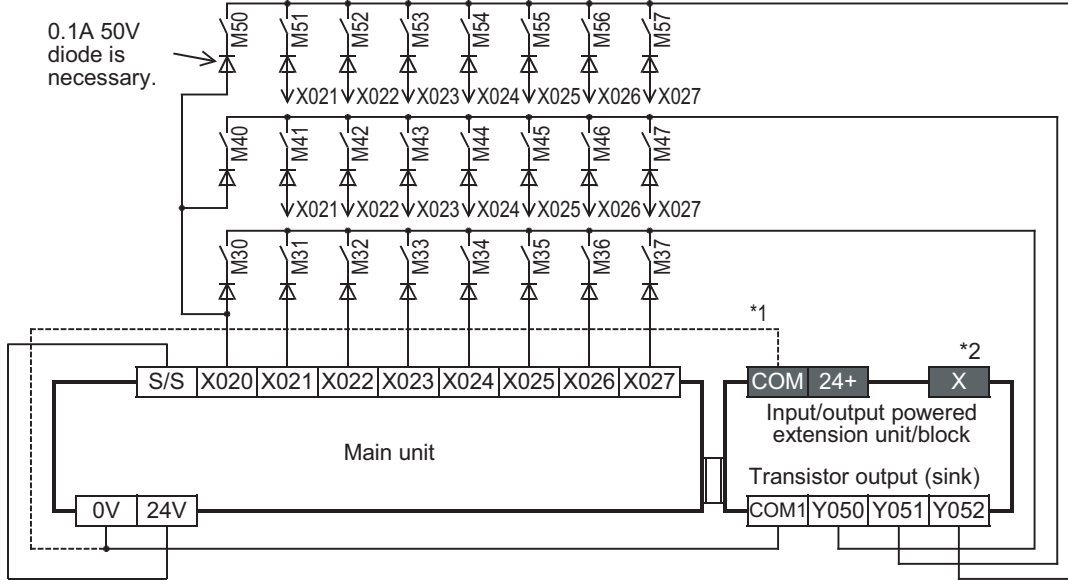 0.1A 50V
diode is
necessary.
M50 M51 M52 M53 M54 M55 M56 M57
X021 X022 X023 X024 X025 X026 X027
M40 M41 M42 M43 M44 M45 M46 M47
X021 X022 X023 X024 X025 X026 X027
M30 M31 M32 M33 M34 M35 M36 M37
*1
*2
S/S X020 X021 X022 X023 X024 X025 X026 X027
COM 24+ X
Input/output powered
extension unit/block
Main unit
Transistor output (sink)
0V 24V
COM1 Y050 Y051 Y052